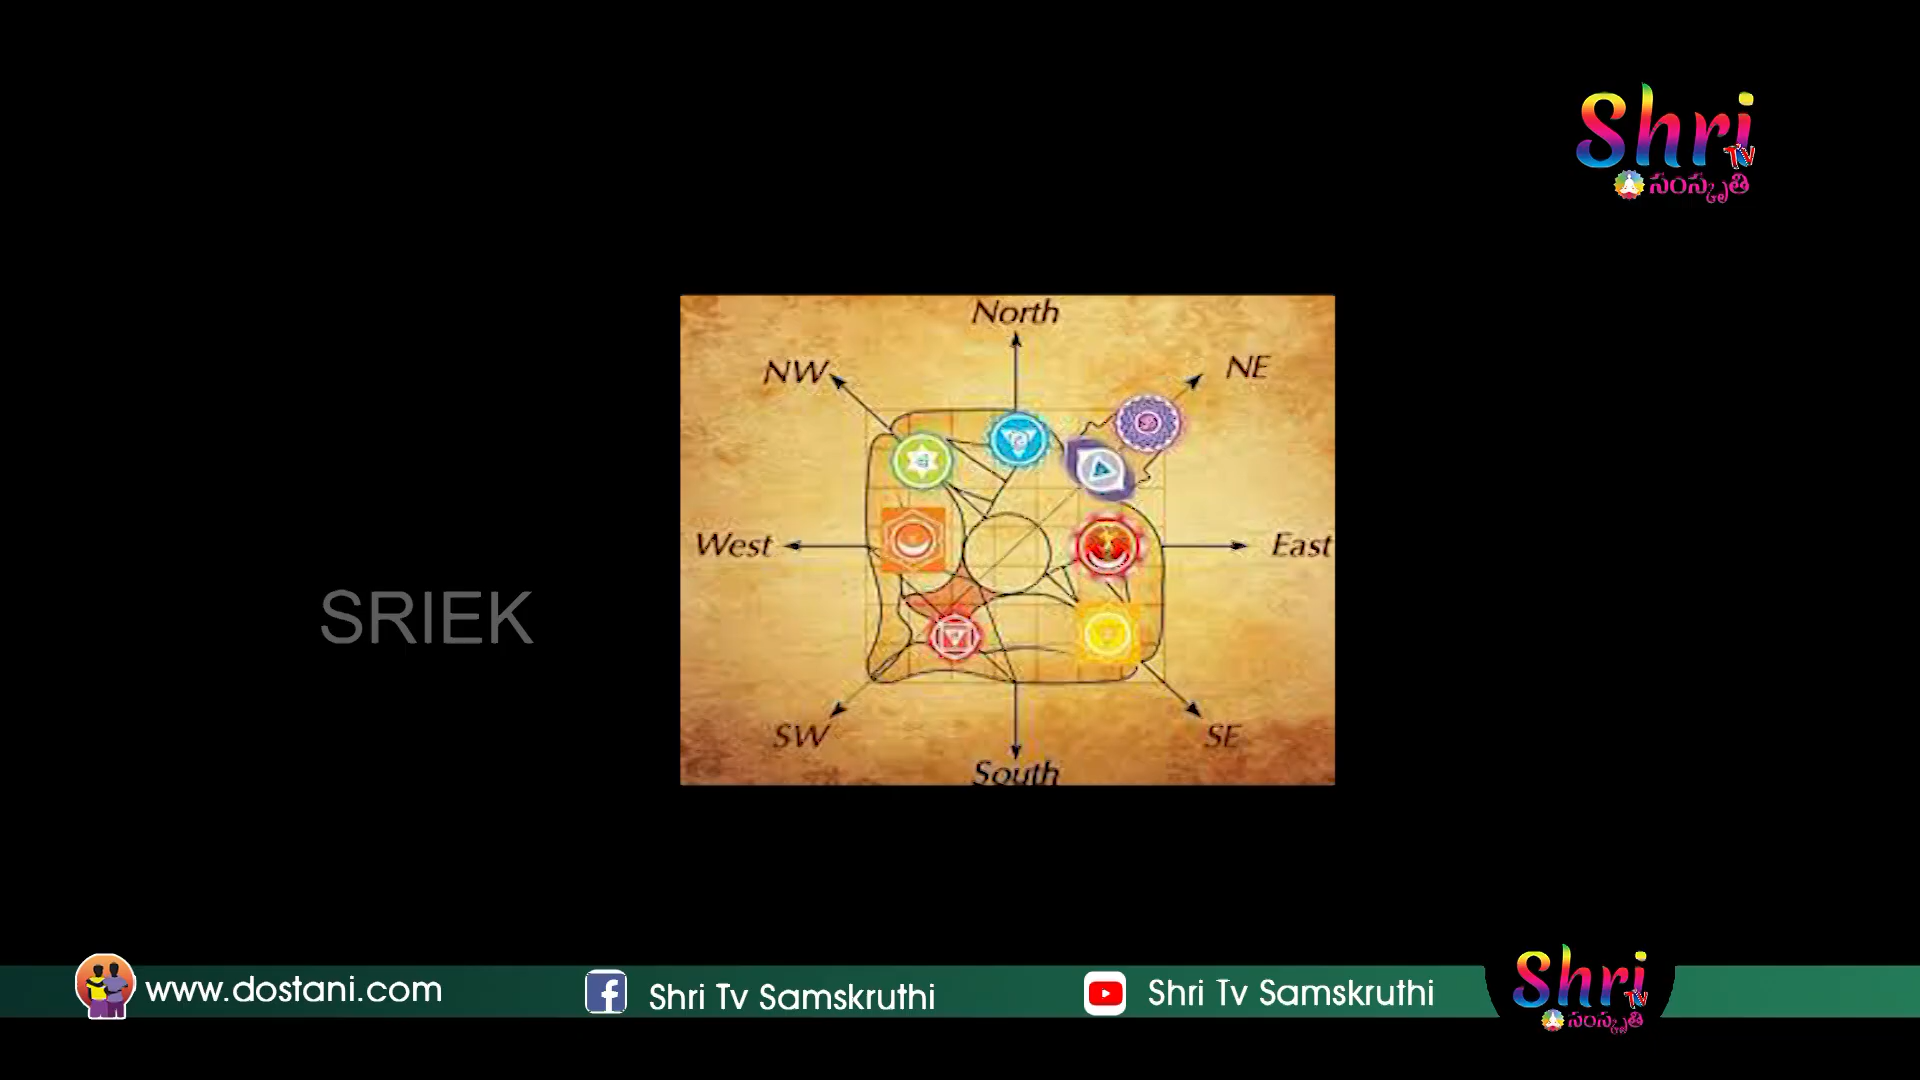 Shri
TV
సంస్కృతి
North
NW
NE
West
East
SRIEK
SW
SE
South
www.dostani.com
Shri Tv Samskruthi
Shri Tv Samskruthi
Shri
TV
సంస్కృతి